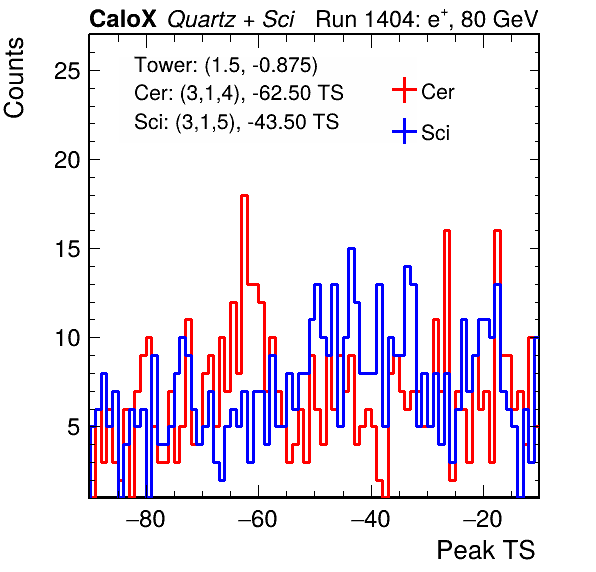 CaloX Quartz + Sci Run 1404: e+, 80 GeV
Counts
Tower: (1.5, -0.875)
Cer: (3,1,4), -62.50 TS
Sci: (3,1,5), -43.50 TS
Cer
Sci
25
20
15
10
5
−80 −60 −40 −20
Peak TS